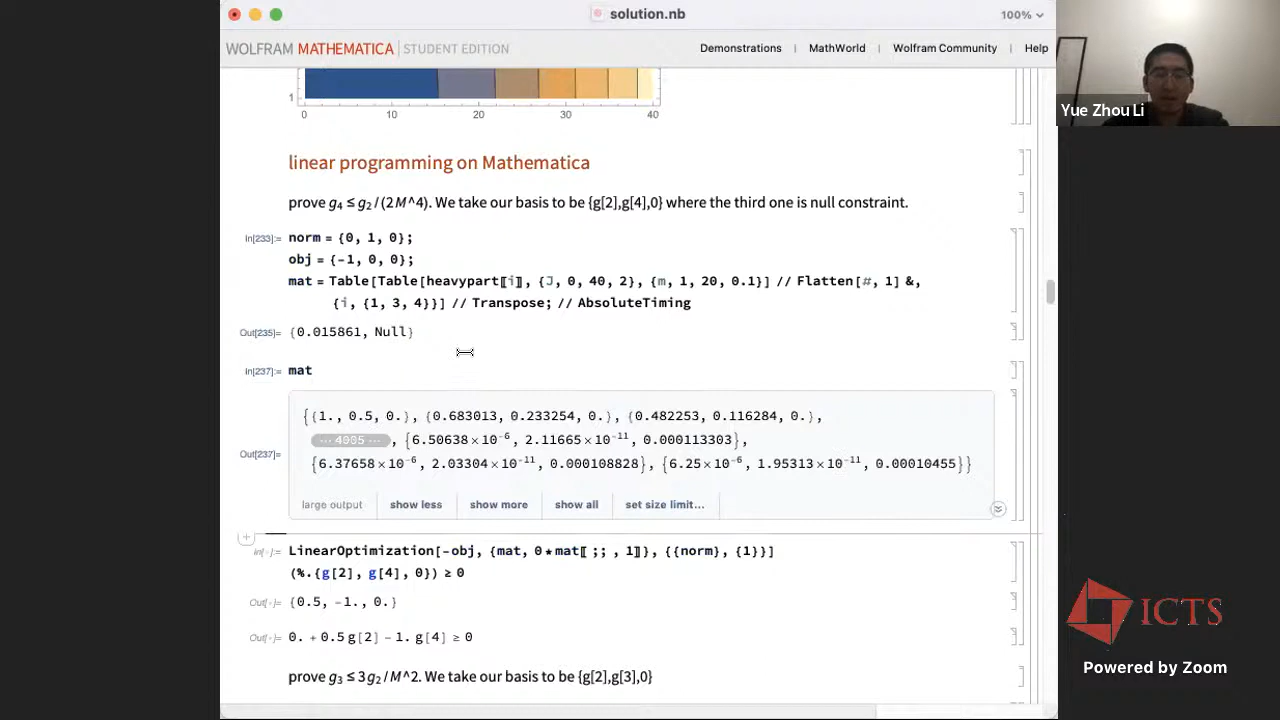 solution.nb
100%
WOLFRAM MATHEMATICA | STUDENT EDITION
Demonstrations | MathWorld | Wolfram Community | Help
Yue Zhou Li
1
0 10 20 30 40
linear programming on Mathematica
prove g₄ ≤ g₂/(2M^4). We take our basis to be {g[2],g[4],0} where the third one is null constraint.
In[233]:= norm = {0, 1, 0};
obj = {-1, 0, 0};
mat = Table[Table[heavypart〚i〛, {J, 0, 40, 2}, {m, 1, 20, 0.1}] // Flatten[#, 1] &,
{i, {1, 3, 4}}] // Transpose; // AbsoluteTiming
Out[235]= {0.015861, Null}
In[237]:= mat
{{1., 0.5, 0.}, {0.683013, 0.233254, 0.}, {0.482253, 0.116284, 0.},
··· 4005 ···, {6.50638×10⁻⁶, 2.11665×10⁻¹¹, 0.000113303},
Out[237]= {6.37658×10⁻⁶, 2.03304×10⁻¹¹, 0.000108828}, {6.25×10⁻⁶, 1.95313×10⁻¹¹, 0.00010455}}
large output show less show more show all set size limit...
In[·]:= LinearOptimization[-obj, {mat, 0*mat〚;; , 1〛}, {{norm}, {1}}]
(%.{g[2], g[4], 0}) ≥ 0
Out[·]= {0.5, -1., 0.}
Out[·]= 0. + 0.5 g[2] - 1. g[4] ≥ 0
prove g₃ ≤ 3g₂/M^2. We take our basis to be {g[2],g[3],0}
ICTS
Powered by Zoom